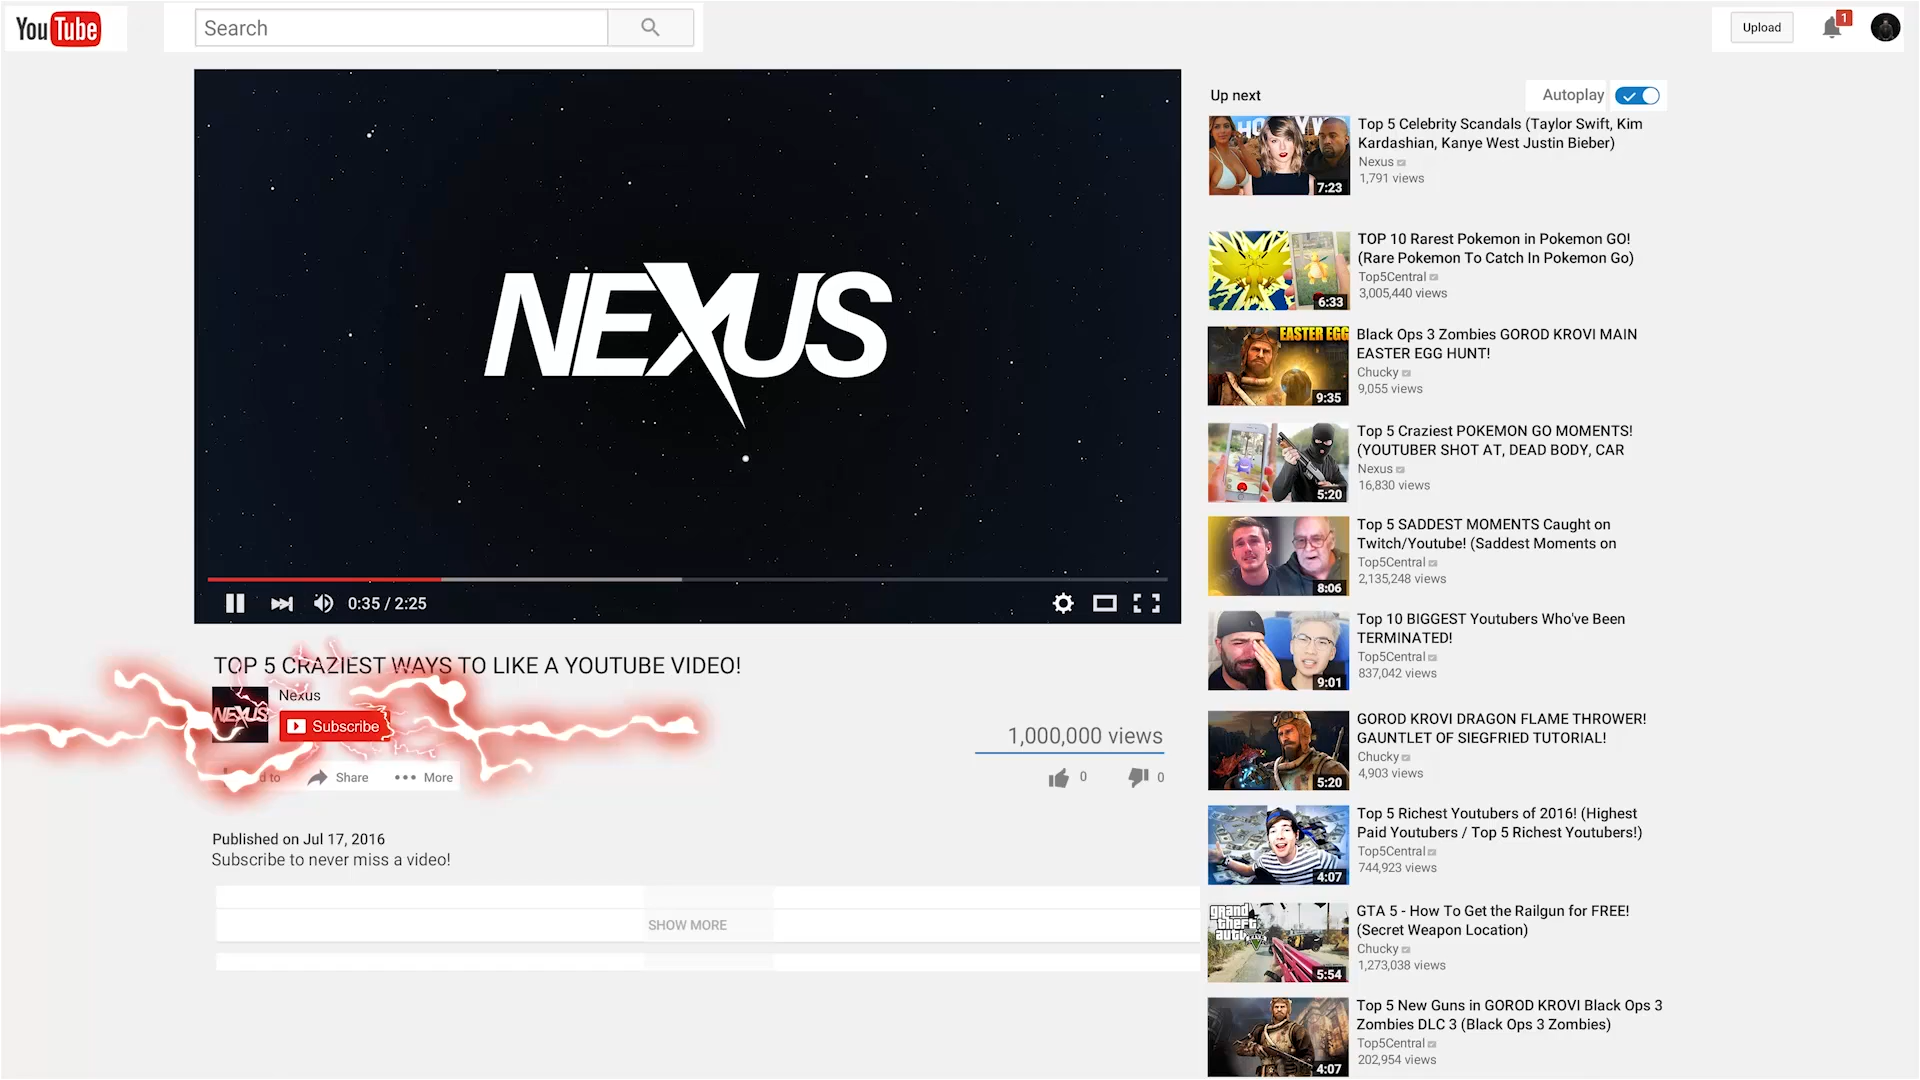 YouTube
Search
Upload
1
NEXUS
0:35 / 2:25
TOP 5 CRAZIEST WAYS TO LIKE A YOUTUBE VIDEO!
NEXUS
Nexus
Subscribe
1,000,000 views
d to
Share
More
0
0
Published on Jul 17, 2016
Subscribe to never miss a video!
SHOW MORE
Up next
Autoplay
7:23
Top 5 Celebrity Scandals (Taylor Swift, Kim
Kardashian, Kanye West Justin Bieber)
Nexus
1,791 views
6:33
TOP 10 Rarest Pokemon in Pokemon GO!
(Rare Pokemon To Catch In Pokemon Go)
Top5Central
3,005,440 views
EASTER EGG
9:35
Black Ops 3 Zombies GOROD KROVI MAIN
EASTER EGG HUNT!
Chucky
9,055 views
5:20
Top 5 Craziest POKEMON GO MOMENTS!
(YOUTUBER SHOT AT, DEAD BODY, CAR
Nexus
16,830 views
8:06
Top 5 SADDEST MOMENTS Caught on
Twitch/Youtube! (Saddest Moments on
Top5Central
2,135,248 views
9:01
Top 10 BIGGEST Youtubers Who've Been
TERMINATED!
Top5Central
837,042 views
5:20
GOROD KROVI DRAGON FLAME THROWER!
GAUNTLET OF SIEGFRIED TUTORIAL!
Chucky
4,903 views
4:07
Top 5 Richest Youtubers of 2016! (Highest
Paid Youtubers / Top 5 Richest Youtubers!)
Top5Central
744,923 views
grand
theft
auto
5:54
GTA 5 - How To Get the Railgun for FREE!
(Secret Weapon Location)
Chucky
1,273,038 views
4:07
Top 5 New Guns in GOROD KROVI Black Ops 3
Zombies DLC 3 (Black Ops 3 Zombies)
Top5Central
202,954 views